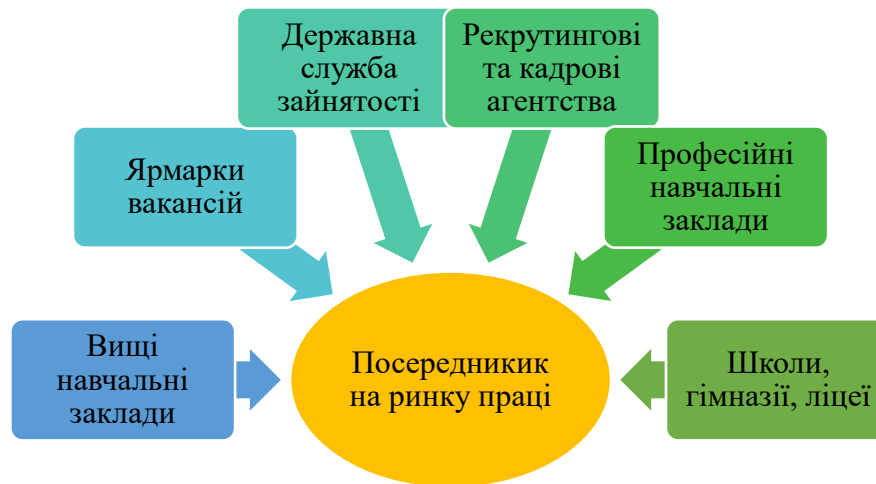 Державна
служба
зайнятості
Рекрутингові
та кадрові
агентства
Ярмарки
вакансій
Професійні
навчальні
заклади
Вищі
навчальні
заклади
Посередникик
на ринку праці
Школи,
гімназії, ліцеї